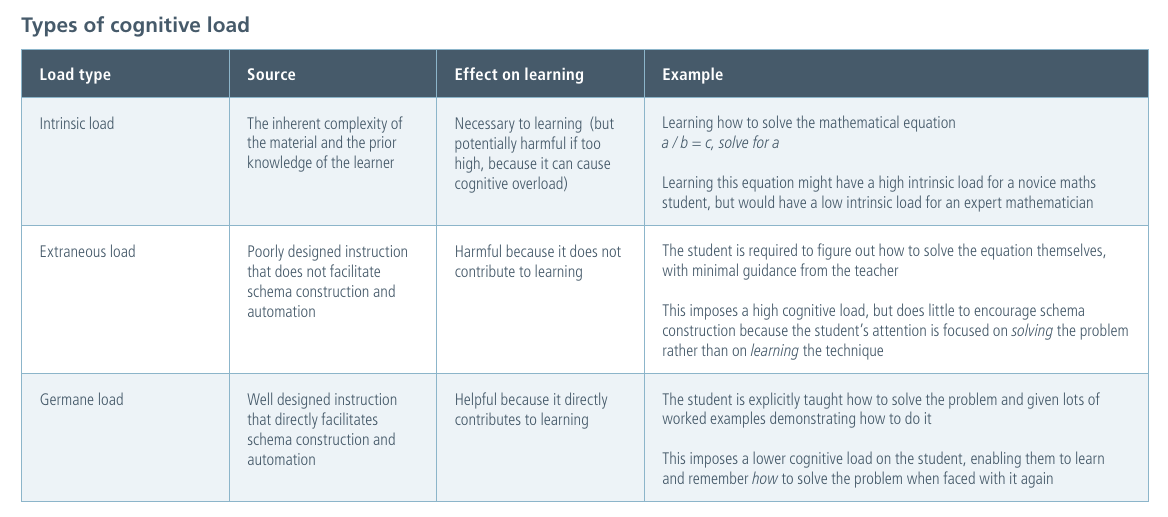 Types of cognitive load
Load type
Source
Effect on learning
Example
Intrinsic load
The inherent complexity of
the material and the prior
knowledge of the learner
Necessary to learning (but
potentially harmful if too
high, because it can cause
cognitive overload)
Learning how to solve the mathematical equation
a / b = c, solve for a
Learning this equation might have a high intrinsic load for a novice maths
student, but would have a low intrinsic load for an expert mathematician
Extraneous load
Poorly designed instruction
that does not facilitate
schema construction and
automation
Harmful because it does not
contribute to learning
The student is required to figure out how to solve the equation themselves,
with minimal guidance from the teacher
This imposes a high cognitive load, but does little to encourage schema
construction because the student's attention is focused on solving the problem
rather than on learning the technique
Germane load
Well designed instruction
that directly facilitates
schema construction and
automation
Helpful because it directly
contributes to learning
The student is explicitly taught how to solve the problem and given lots of
worked examples demonstrating how to do it
This imposes a lower cognitive load on the student, enabling them to learn
and remember how to solve the problem when faced with it again